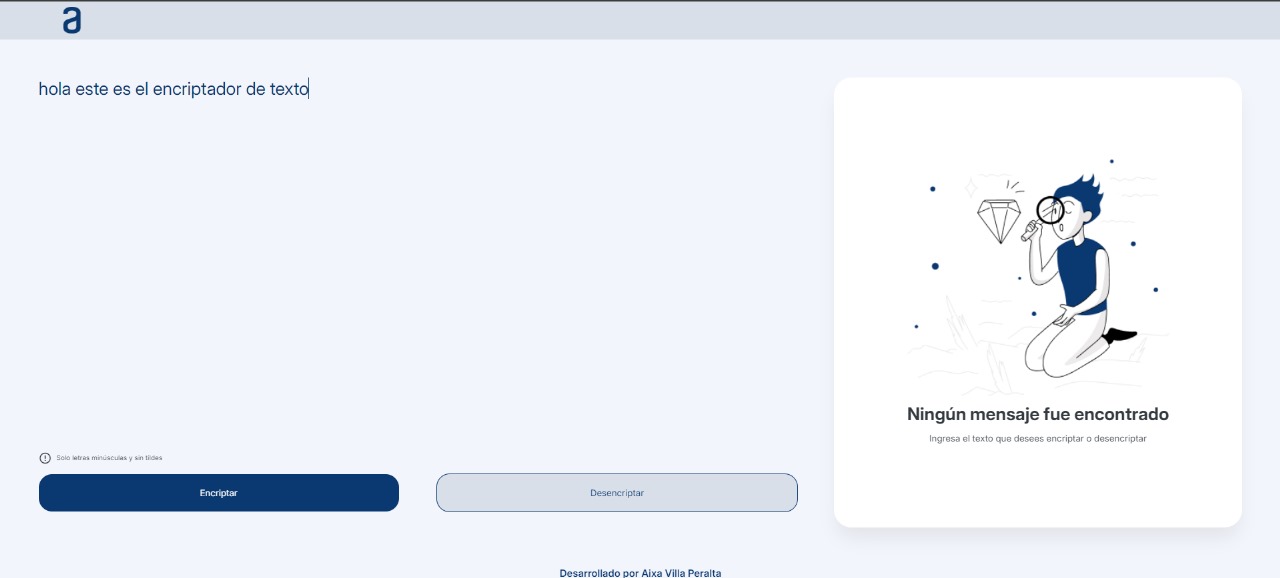 a
hola este es el encriptador de texto
Solo letras minúsculas y sin tildes
Encriptar
Desencriptar
Ningún mensaje fue encontrado
Ingresa el texto que desees encriptar o desencriptar
Desarrollado por Aixa Villa Peralta